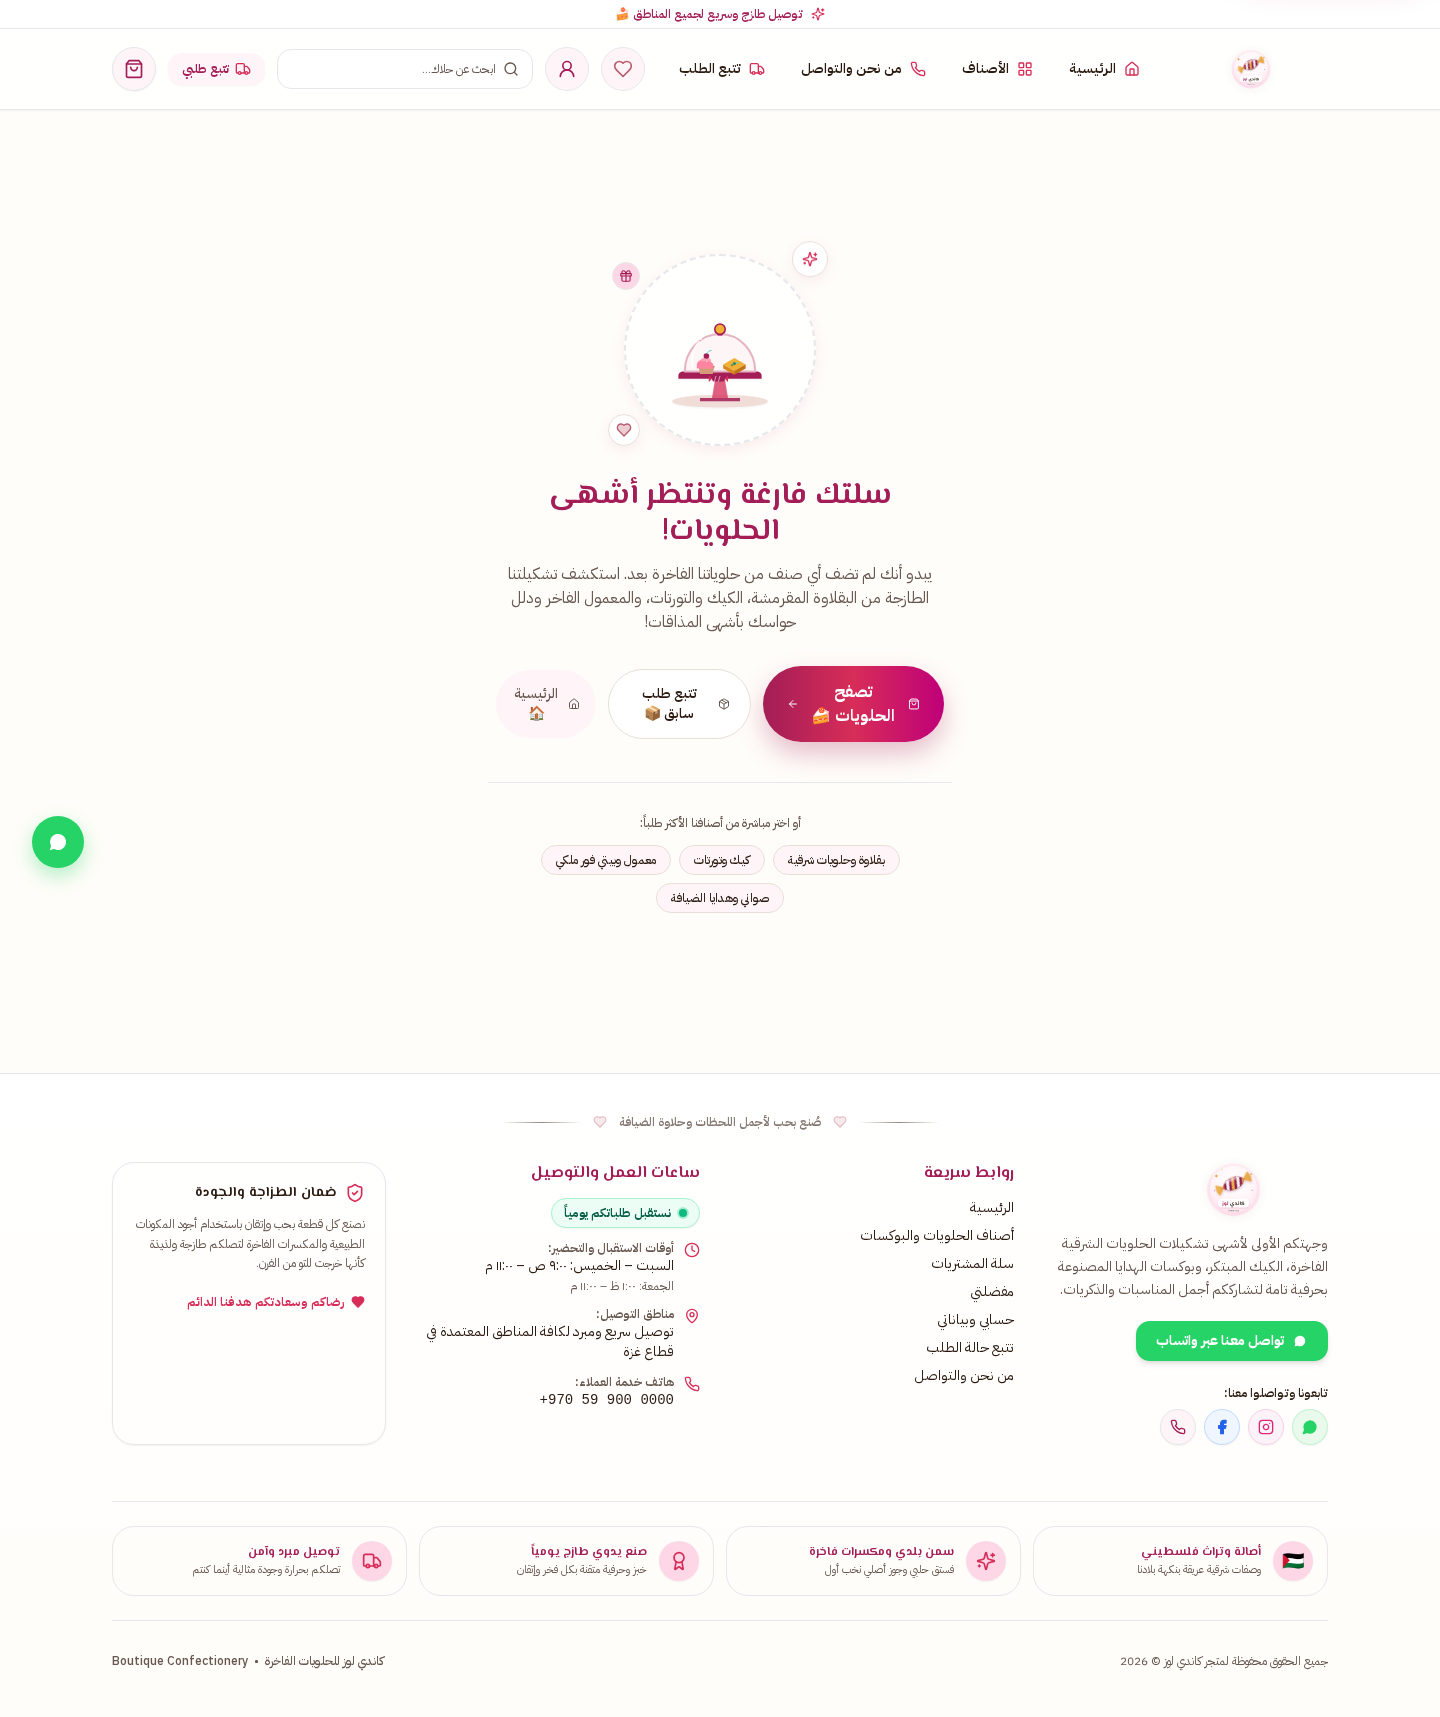 توصيل طازج وسريع لجميع المناطق 🍰
الرئيسية
الأصناف
من نحن والتواصل
تتبع الطلب
ابحث عن حلاك...
تتبع طلبي
سلتك فارغة وتنتظر أشهى
الحلويات!
يبدو أنك لم تضف أي صنف من حلوياتنا الفاخرة بعد. استكشف تشكيلتنا
الطازجة من البقلاوة المقرمشة، الكيك والتورتات، والمعمول الفاخر ودلل
حواسك بأشهى المذاقات!
تصفح
الحلويات 🍰
تتبع طلب
سابق 📦
الرئيسية
🏠
أو اختر مباشرة من أصنافنا الأكثر طلباً:
بقلاوة وحلويات شرقية
كيك وتورتات
معمول وبيتي فور ملكي
صواني وهدايا الضيافة
صُنع بحب لأجمل اللحظات وحلاوة الضيافة
كاندي لوز
وجهتكم الأولى لأشهى تشكيلات الحلويات الشرقية
الفاخرة، الكيك المبتكر، وبوكسات الهدايا المصنوعة
بحرفية تامة لتشارككم أجمل المناسبات والذكريات.
تواصل معنا عبر واتساب
تابعونا وتواصلوا معنا:
روابط سريعة
الرئيسية
أصناف الحلويات والبوكسات
سلة المشتريات
مفضلتي
حسابي وبياناتي
تتبع حالة الطلب
من نحن والتواصل
ساعات العمل والتوصيل
نستقبل طلباتكم يومياً
أوقات الاستقبال والتحضير:
السبت – الخميس: ٩:٠٠ ص – ١١:٠٠ م
الجمعة: ١:٠٠ ظ – ١١:٠٠ م
مناطق التوصيل:
توصيل سريع ومبرد لكافة المناطق المعتمدة في
قطاع غزة
هاتف خدمة العملاء:
+970 59 900 0000
ضمان الطزاجة والجودة
نصنع كل قطعة بحب وإتقان باستخدام أجود المكونات
الطبيعية والمكسرات الفاخرة لتصلكم طازجة ولذيذة
كأنها خرجت للتو من الفرن.
رضاكم وسعادتكم هدفنا الدائم
🇵🇸
أصالة وتراث فلسطيني
وصفات شرقية عريقة بنكهة بلادنا
سمن بلدي ومكسرات فاخرة
فستق حلبي وجوز أصلي نخب أول
صنع يدوي طازج يومياً
خبز وحرفية متقنة بكل فخر وإتقان
توصيل مبرد وآمن
تصلكم بحرارة وجودة مثالية أينما كنتم
جميع الحقوق محفوظة لمتجر كاندي لوز © 2026
كاندي لوز للحلويات الفاخرة • Boutique Confectionery